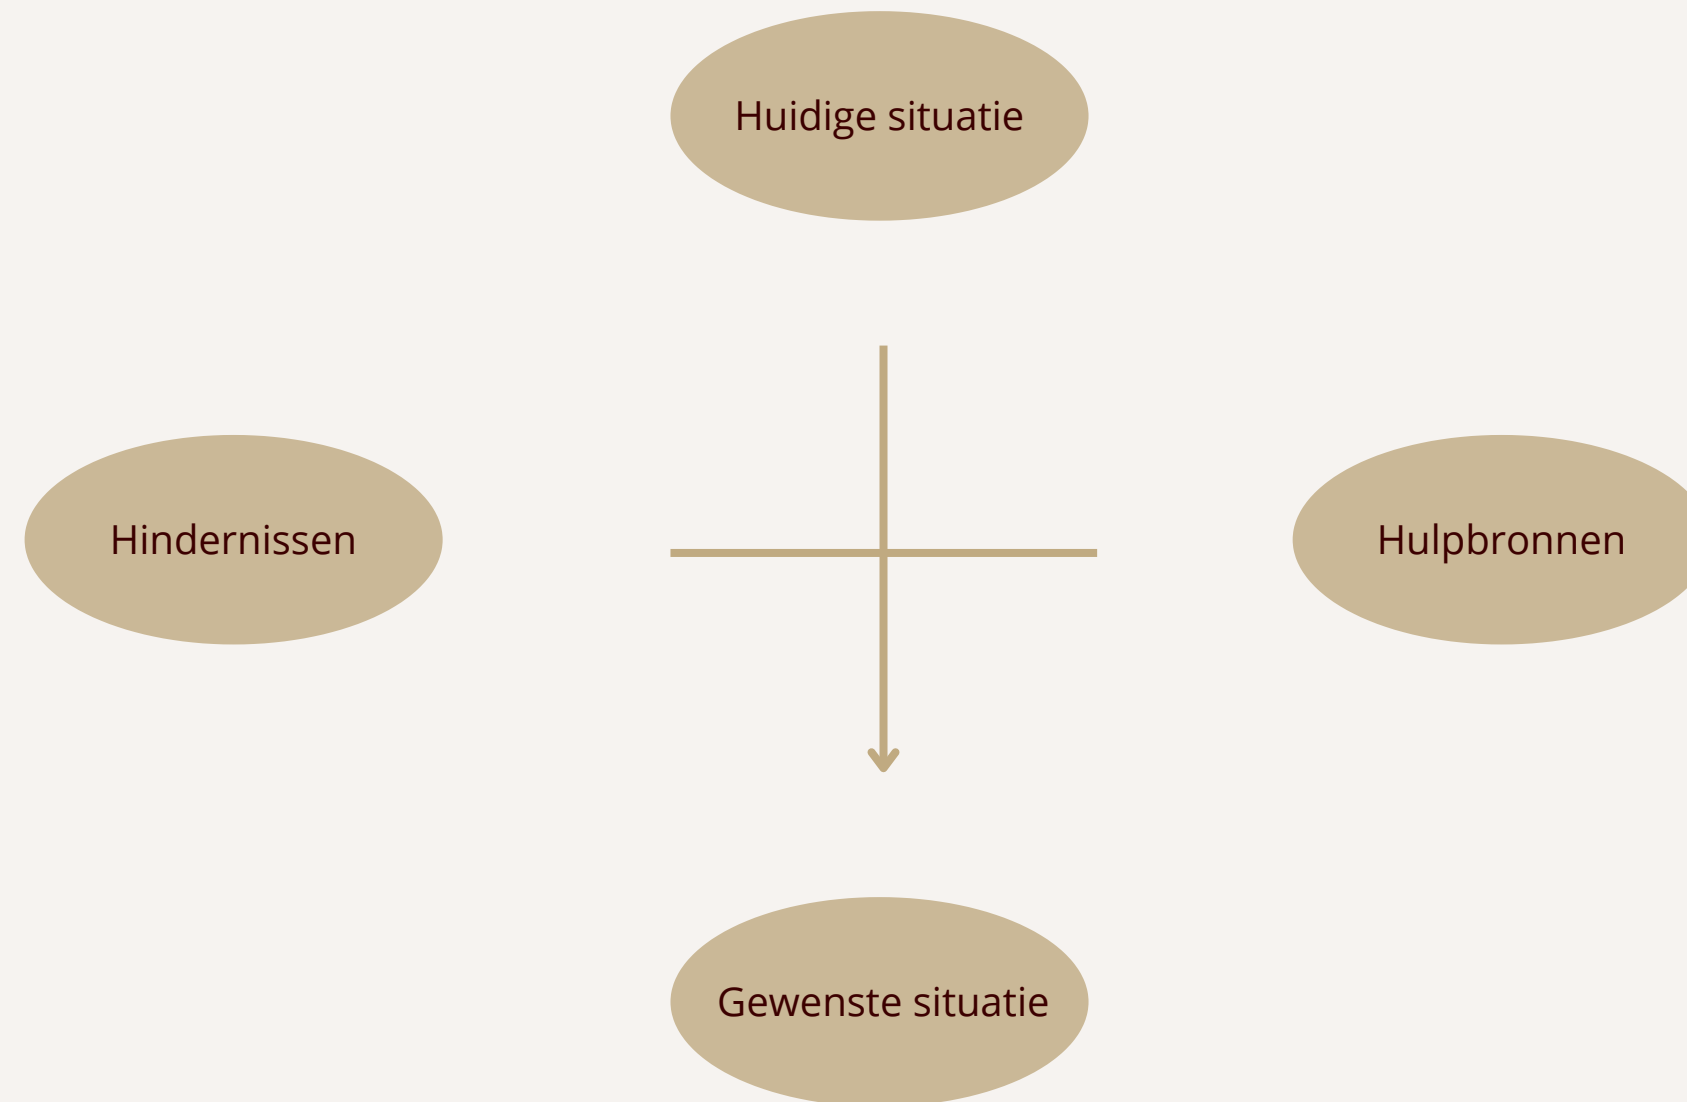 Huidige situatie
Hindernissen
Hulpbronnen
Gewenste situatie